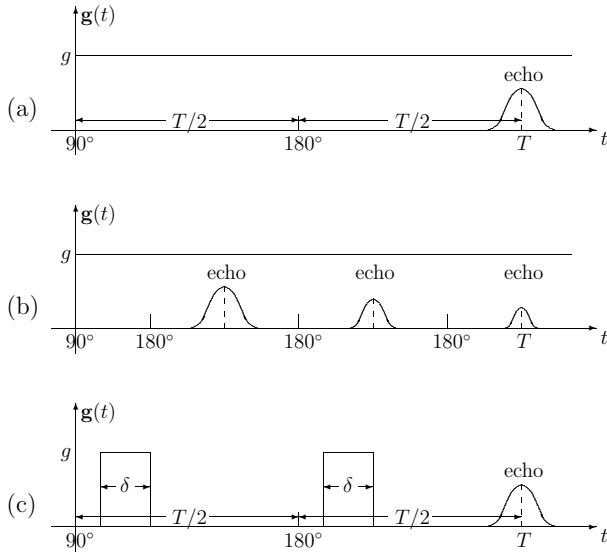 g(t)
g
echo
(a)
T/2 T/2
90° 180° T t
g(t)
g
echo echo echo
(b)
90° 180° 180° 180° T t
g(t)
g
echo
δ δ
(c)
T/2 T/2
90° 180° T t